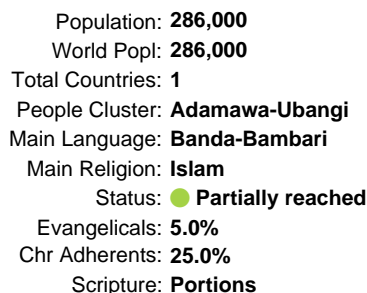 Population: 286,000
World Popl: 286,000
Total Countries: 1
People Cluster: Adamawa-Ubangi
Main Language: Banda-Bambari
Main Religion: Islam
Status: Partially reached
Evangelicals: 5.0%
Chr Adherents: 25.0%
Scripture: Portions